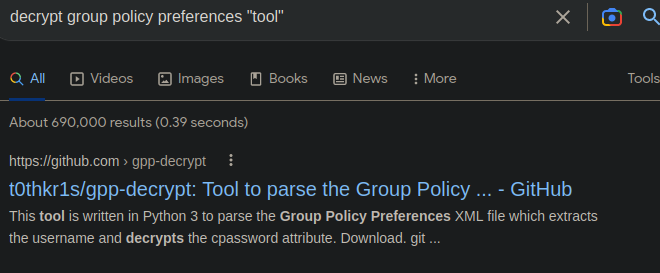 decrypt group policy preferences "tool"
All Videos Images Books News More Tools
About 690,000 results (0.39 seconds)
https://github.com › gpp-decrypt
t0thkr1s/gpp-decrypt: Tool to parse the Group Policy ... - GitHub
This tool is written in Python 3 to parse the Group Policy Preferences XML file which extracts
the username and decrypts the cpassword attribute. Download. git ...